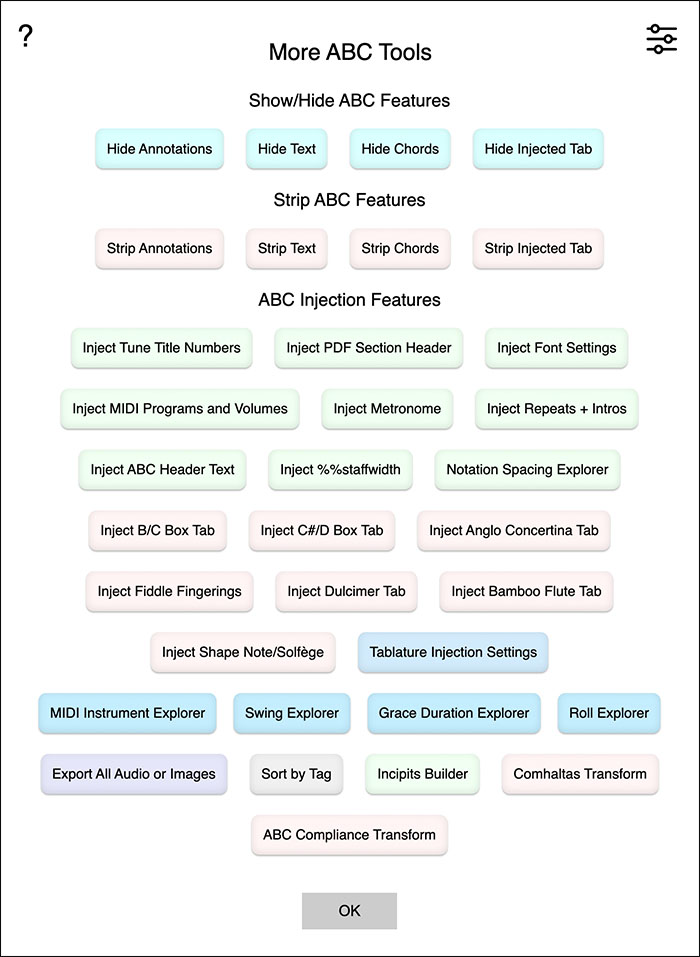 ?
More ABC Tools
Show/Hide ABC Features
Hide Annotations Hide Text Hide Chords Hide Injected Tab
Strip ABC Features
Strip Annotations Strip Text Strip Chords Strip Injected Tab
ABC Injection Features
Inject Tune Title Numbers Inject PDF Section Header Inject Font Settings
Inject MIDI Programs and Volumes Inject Metronome Inject Repeats + Intros
Inject ABC Header Text Inject %%staffwidth Notation Spacing Explorer
Inject B/C Box Tab Inject C#/D Box Tab Inject Anglo Concertina Tab
Inject Fiddle Fingerings Inject Dulcimer Tab Inject Bamboo Flute Tab
Inject Shape Note/Solfège Tablature Injection Settings
MIDI Instrument Explorer Swing Explorer Grace Duration Explorer Roll Explorer
Export All Audio or Images Sort by Tag Incipits Builder Comhaltas Transform
ABC Compliance Transform
OK